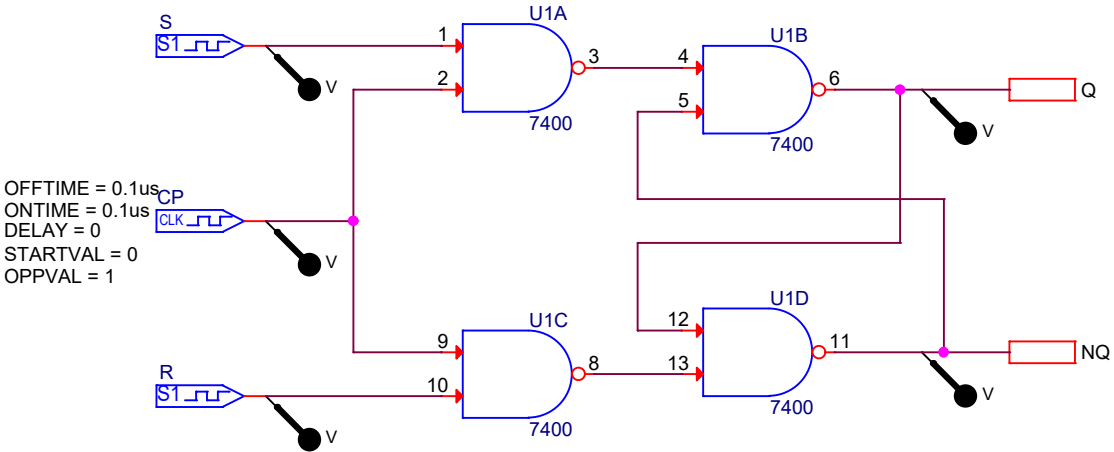 S
S1
V
1
2
U1A
3
7400
4
5
U1B
6
7400
Q
V
OFFTIME = 0.1us
ONTIME = 0.1us
DELAY = 0
STARTVAL = 0
OPPVAL = 1
CP
CLK
V
9
10
U1C
8
7400
12
13
U1D
11
7400
NQ
V
R
S1
V